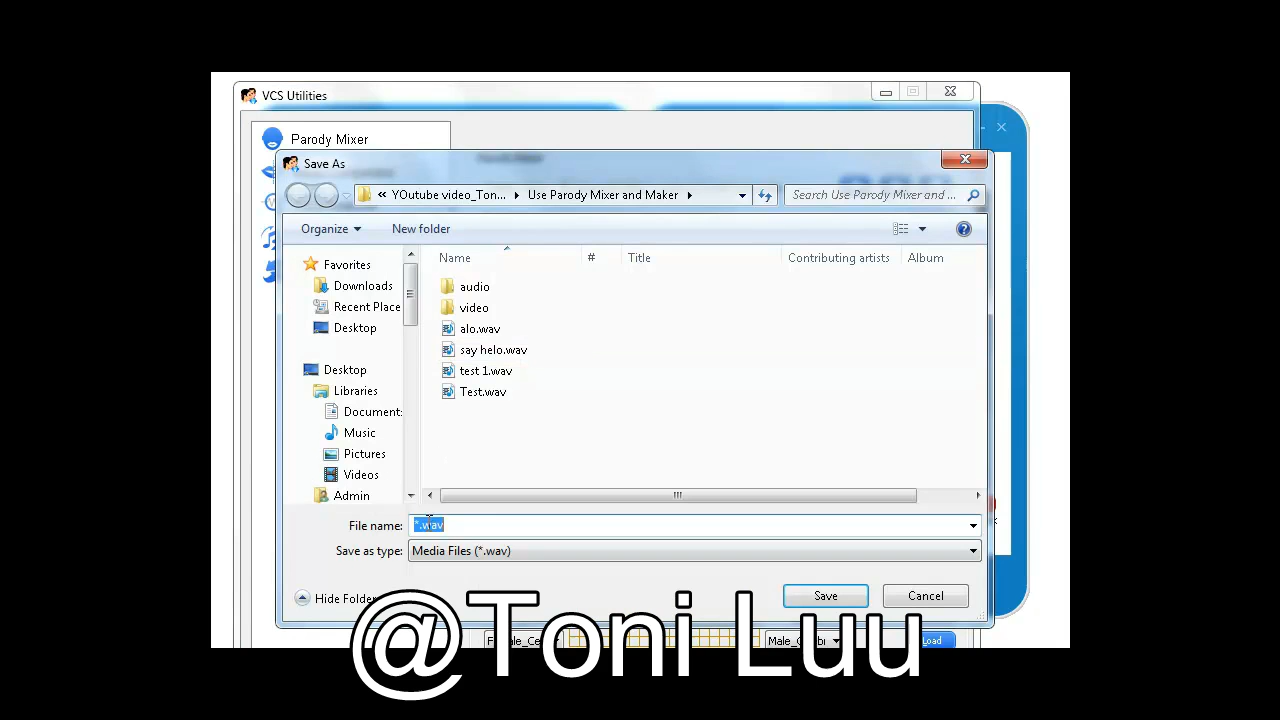 VCS Utilities
Parody Mixer
Save As
« YOutube video_Ton... Use Parody Mixer and Maker
Search Use Parody Mixer and ...
Organize New folder
Name # Title Contributing artists Album
Favorites
Downloads
Recent Place
Desktop
Desktop
Libraries
Document:
Music
Pictures
Videos
Admin
audio
video
alo.wav
say helo.wav
test 1.wav
Test.wav
File name: *.wav
Save as type: Media Files (*.wav)
Hide Folder
Save Cancel
Load
@Toni Luu